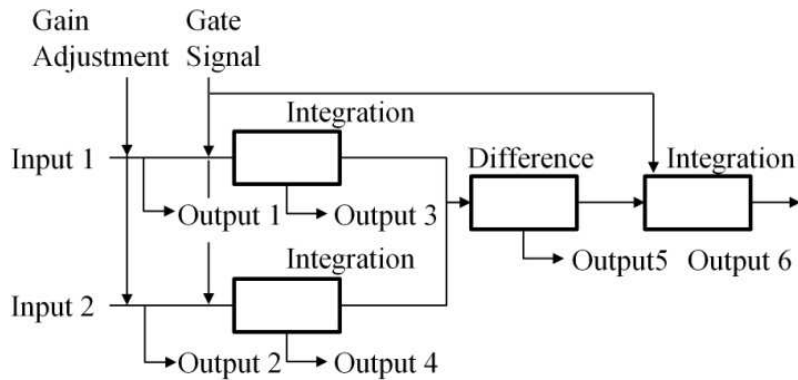 Gain
Adjustment
Gate
Signal
Integration
Input 1
Difference
Integration
Output 1
Output 3
Integration
Output5
Output 6
Input 2
Output 2
Output 4